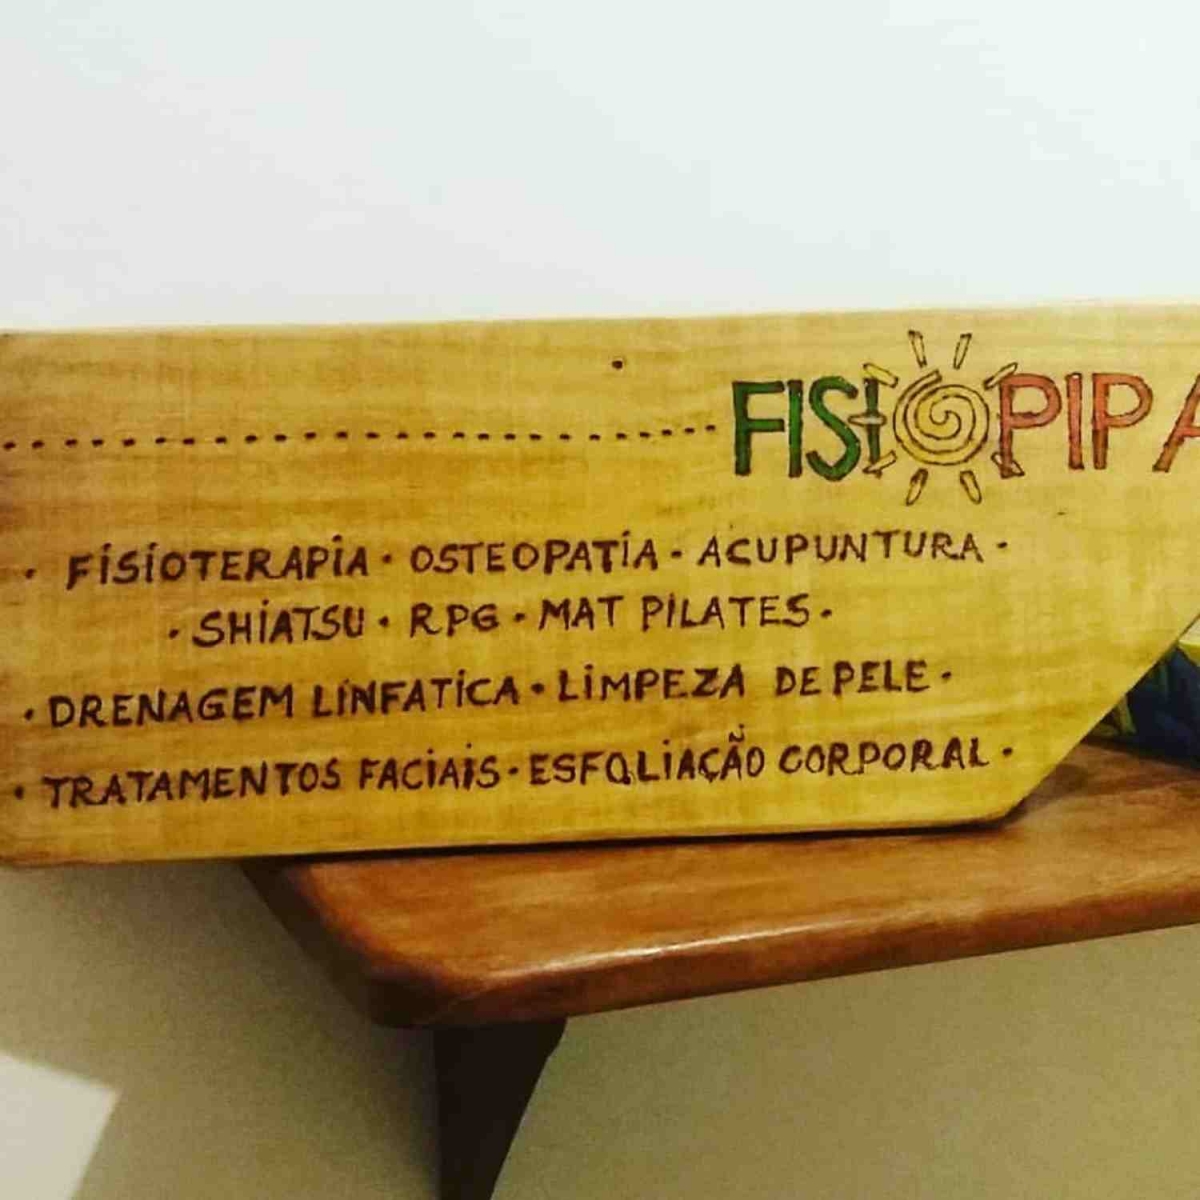 FISIOPIPA
• FISIOTERAPIA • OSTEOPATIA - ACUPUNTURA -
• SHIATSU • RPG • MAT PILATES •
• DRENAGEM LINFATICA • LIMPEZA DE PELE •
• TRATAMENTOS FACIAIS • ESFOLIAÇÃO CORPORAL •